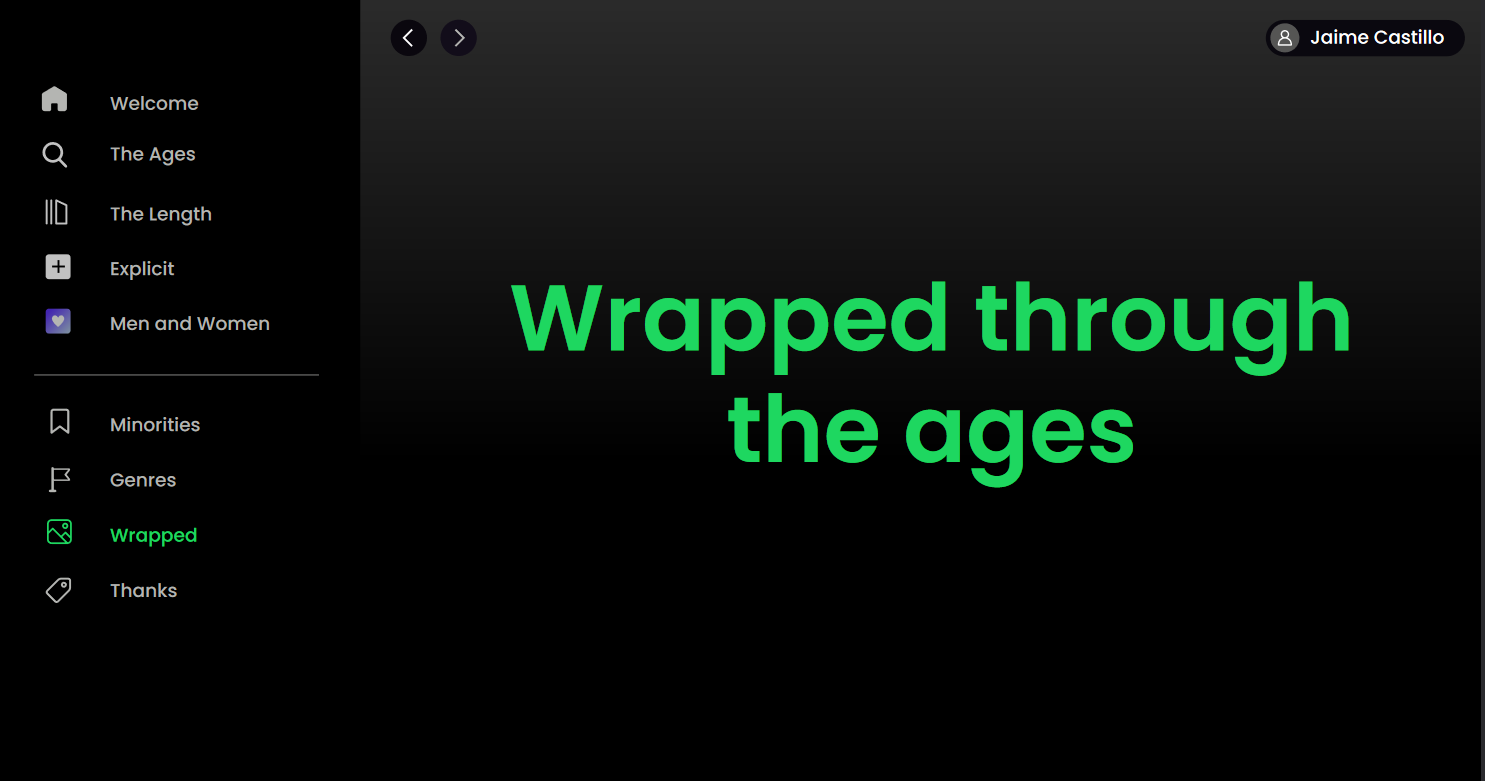 Jaime Castillo
Welcome
The Ages
The Length
Explicit
Men and Women
Minorities
Genres
Wrapped
Thanks
Wrapped through
the ages